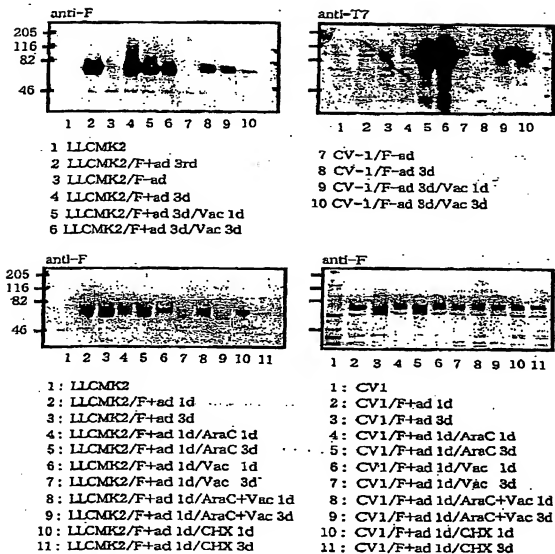 anti-F
205
116
82
46
1 2 3 4 5 6 7 8 9 10
1 LLCMK2
2 LLCMK2/F+ad 3rd
3 LLCMK2/F-ad
4 LLCMK2/F+ad 3d
5 LLCMK2/F+ad 3d/Vac 1d
6 LLCMK2/F+ad 3d/Vac 3d
anti-T7
1 2 3 4 5 6 7 8 9 10
7 CV-1/F-ad
8 CV-1/F-ad 3d
9 CV-1/F-ad 3d/Vac 1d
10 CV-1/F-ad 3d/Vac 3d
anti-F
205
116
82
46
1 2 3 4 5 6 7 8 9 10 11
1: LLCMK2
2: LLCMK2/F+ad 1d
3: LLCMK2/F+ad 3d
4: LLCMK2/F+ad 1d/AraC 1d
5: LLCMK2/F+ad 1d/AraC 3d
6: LLCMK2/F+ad 1d/Vac 1d
7: LLCMK2/F+ad 1d/Vac 3d
8: LLCMK2/F+ad 1d/AraC+Vac 1d
9: LLCMK2/F+ad 1d/AraC+Vac 3d
10: LLCMK2/F+ad 1d/CHX 1d
11: LLCMK2/F+ad 1d/CHX 3d
anti-F
1 2 3 4 5 6 7 8 9 10 11
1: CV1
2: CV1/F+ad 1d
3: CV1/F+ad 3d
4: CV1/F+ad 1d/AraC 1d
5: CV1/F+ad 1d/AraC 3d
6: CV1/F+ad 1d/Vac 1d
7: CV1/F+ad 1d/Vac 3d
8: CV1/F+ad 1d/AraC+Vac 1d
9: CV1/F+ad 1d/AraC+Vac 3d
10: CV1/F+ad 1d/CHX 1d
11: CV1/F+ad 1d/CHX 3d